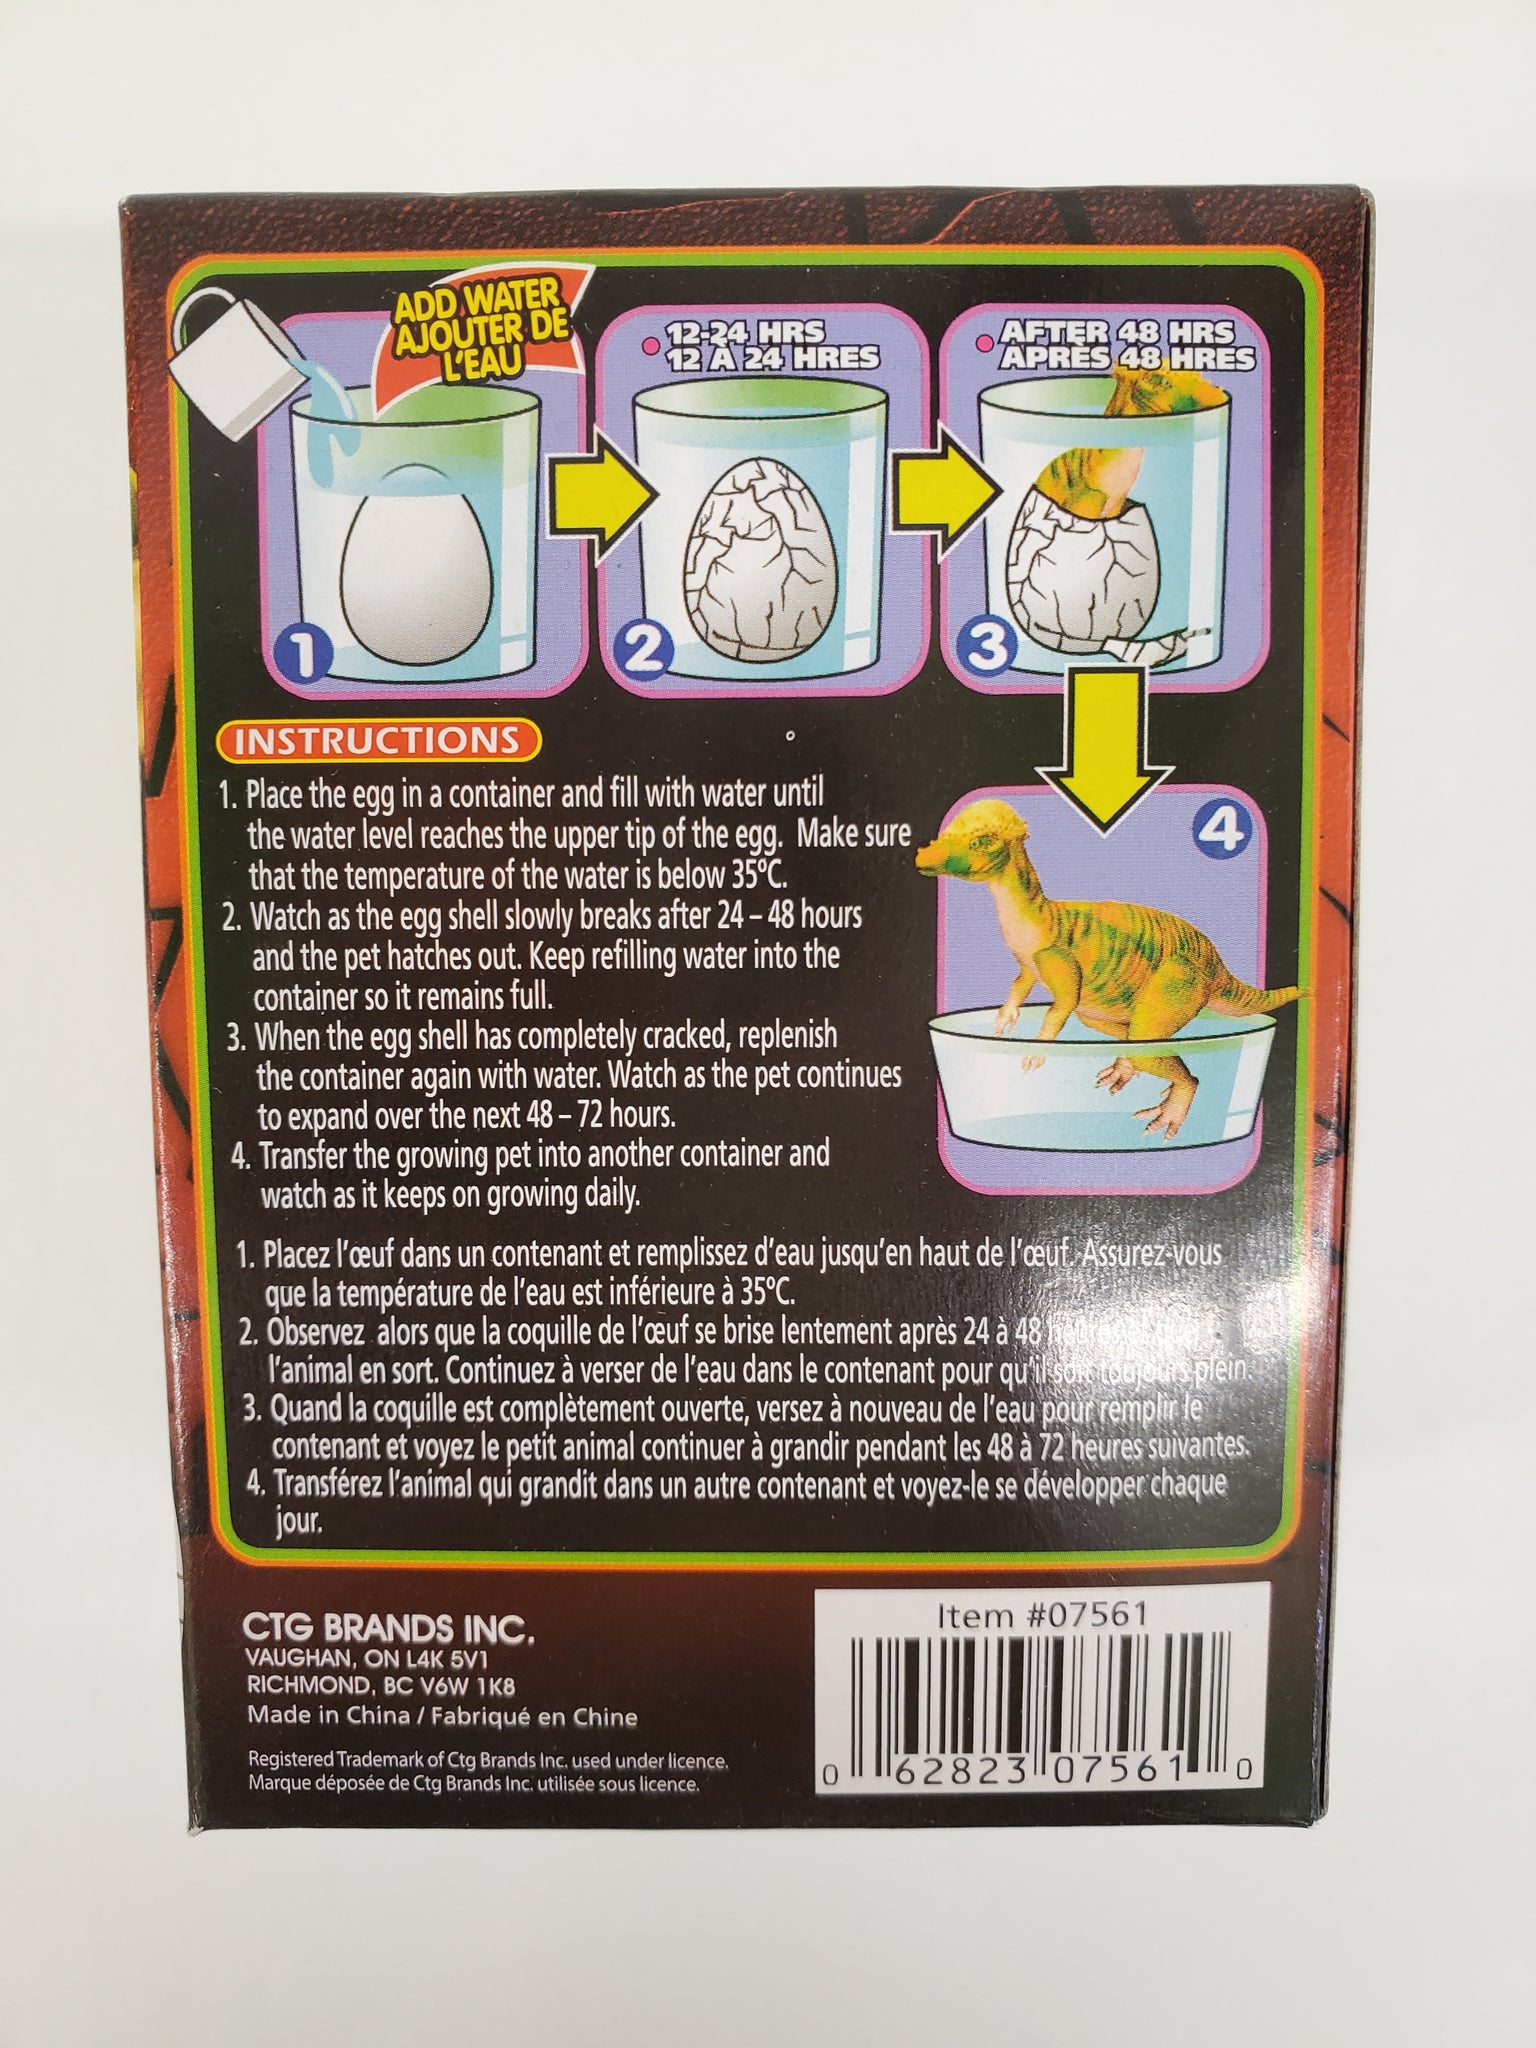 ADD WATER
AJOUTER DE
L'EAU
12-24 HRS
12 À 24 HRES
AFTER 48 HRS
APRÈS 48 HRES
1
2
3
4
INSTRUCTIONS
1. Place the egg in a container and fill with water until
the water level reaches the upper tip of the egg. Make sure
that the temperature of the water is below 35ºC.
2. Watch as the egg shell slowly breaks after 24 – 48 hours
and the pet hatches out. Keep refilling water into the
container so it remains full.
3. When the egg shell has completely cracked, replenish
the container again with water. Watch as the pet continues
to expand over the next 48 – 72 hours.
4. Transfer the growing pet into another container and
watch as it keeps on growing daily.
1. Placez l'œuf dans un contenant et remplissez d'eau jusqu'en haut de l'œuf. Assurez-vous
que la température de l'eau est inférieure à 35ºC.
2. Observez alors que la coquille de l'œuf se brise lentement après 24 à 48 heures
l'animal en sort. Continuez à verser de l'eau dans le contenant pour qu'il soit toujours plein.
3. Quand la coquille est complètement ouverte, versez à nouveau de l'eau pour remplir le
contenant et voyez le petit animal continuer à grandir pendant les 48 à 72 heures suivantes.
4. Transférez l'animal qui grandit dans un autre contenant et voyez-le se développer chaque
jour.
CTG BRANDS INC.
VAUGHAN, ON L4K 5V1
RICHMOND, BC V6W 1K8
Made in China / Fabriqué en Chine
Registered Trademark of Ctg Brands Inc. used under licence.
Marque déposée de Ctg Brands Inc. utilisée sous licence.
Item #07561
0 62823 07561 0